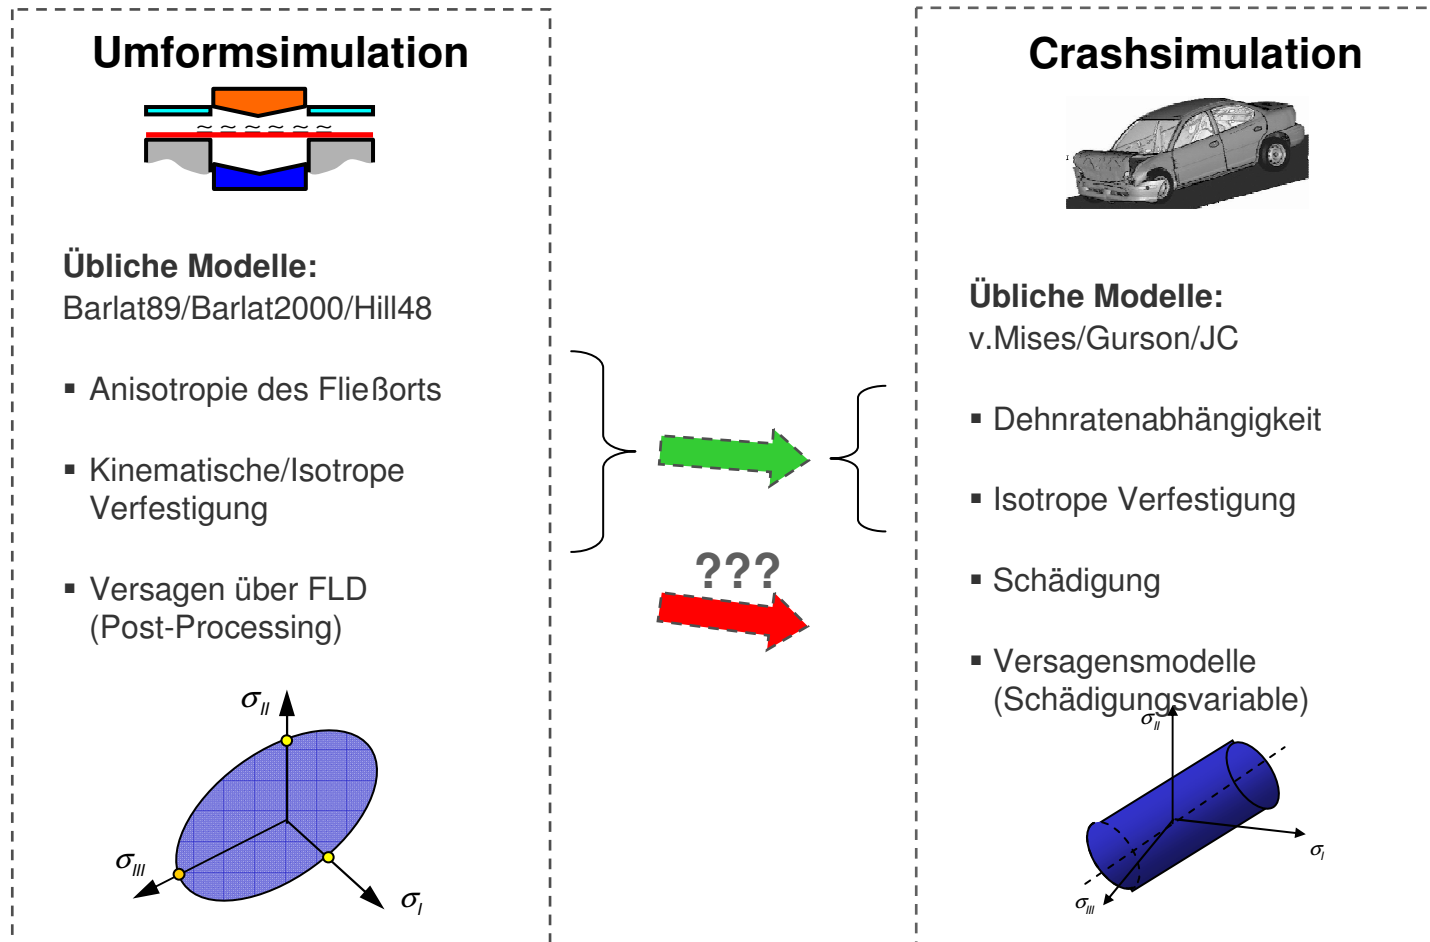 Umformsimulation
Übliche Modelle:
Barlat89/Barlat2000/Hill48
▪ Anisotropie des Fließorts
▪ Kinematische/Isotrope
Verfestigung
▪ Versagen über FLD
(Post-Processing)
σII
σIII
σI
???
Crashsimulation
Übliche Modelle:
v.Mises/Gurson/JC
▪ Dehnratenabhängigkeit
▪ Isotrope Verfestigung
▪ Schädigung
▪ Versagensmodelle
(Schädigungsvariable)
σII
σI
σIII